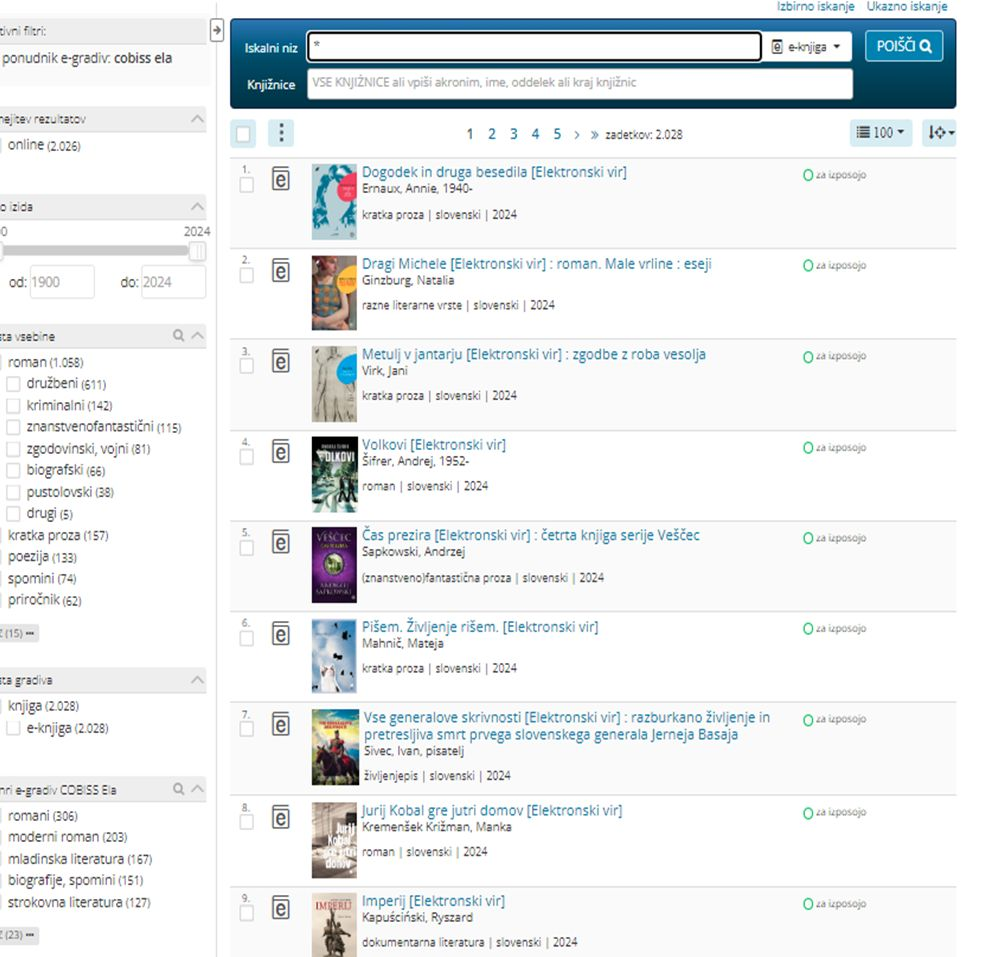 Izbirno iskanje Ukazno iskanje
tivni filtri:
ponudnik e-gradiv: cobiss ela
nejitev rezultatov
online (2.026)
o izida
0 2024
od: 1900 do: 2024
sta vsebine
roman (1.058)
družbeni (611)
kriminalni (142)
znanstvenofantastični (115)
zgodovinski, vojni (81)
biografski (66)
pustolovski (38)
drugi (5)
kratka proza (157)
poezija (133)
spomini (74)
priročnik (62)
č (15) •••
sta gradiva
knjiga (2.028)
e-knjiga (2.028)
nri e-gradiv COBISS Ela
romani (306)
moderni roman (203)
mladinska literatura (167)
biografije, spomini (151)
strokovna literatura (127)
č (23) •••
Iskalni niz * e-knjiga POIŠČI
Knjižnice VSE KNJIŽNICE ali vpiši akronim, ime, oddelek ali kraj knjižnic
1 2 3 4 5 › » zadetkov: 2.028 100
1. Dogodek in druga besedila [Elektronski vir] za izposojo
Ernaux, Annie, 1940-
kratka proza | slovenski | 2024
2. Dragi Michele [Elektronski vir] : roman. Male vrline : eseji za izposojo
Ginzburg, Natalia
razne literarne vrste | slovenski | 2024
3. Metulj v jantarju [Elektronski vir] : zgodbe z roba vesolja za izposojo
Virk, Jani
kratka proza | slovenski | 2024
4. Volkovi [Elektronski vir] za izposojo
VOLKOVI
Šifrer, Andrej, 1952-
roman | slovenski | 2024
5. Čas prezira [Elektronski vir] : četrta knjiga serije Veščec za izposojo
VEŠČEC
Sapkowski, Andrzej
ANDRZEJ
SAPKOWSKI
(znanstveno)fantastična proza | slovenski | 2024
6. Pišem. Življenje rišem. [Elektronski vir] za izposojo
Mahnič, Mateja
kratka proza | slovenski | 2024
7. Vse generalove skrivnosti [Elektronski vir] : razburkano življenje in za izposojo
pretresljiva smrt prvega slovenskega generala Jerneja Basaja
Sivec, Ivan, pisatelj
življenjepis | slovenski | 2024
8. Jurij Kobal gre jutri domov [Elektronski vir] za izposojo
Kremenšek Križman, Manka
Jurij
Kobal
gre jutri
domov
roman | slovenski | 2024
9. Imperij [Elektronski vir] za izposojo
IMPERIJ
Kapuściński, Ryszard
dokumentarna literatura | slovenski | 2024